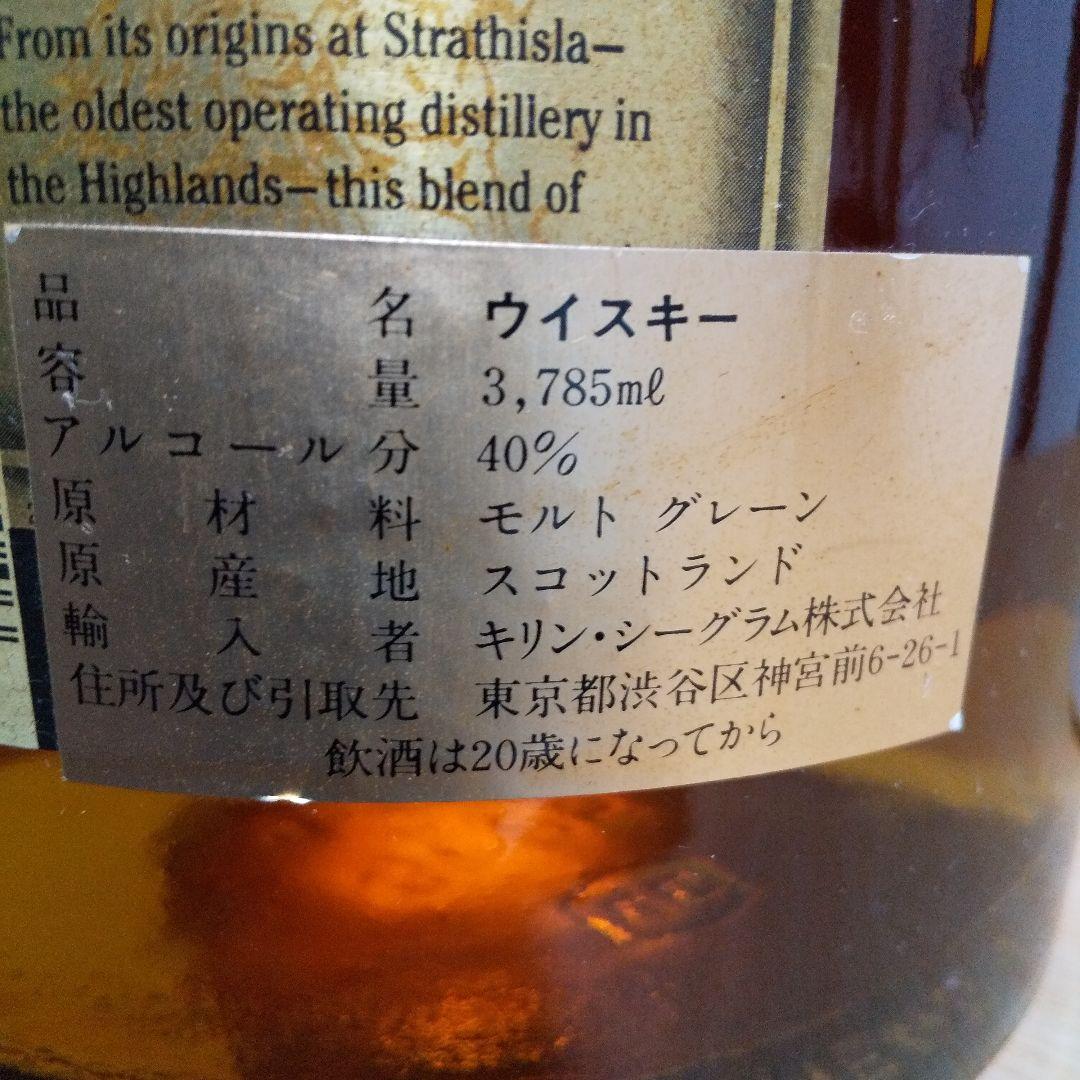 From its origins at Strathisla—
the oldest operating distillery in
the Highlands—this blend of
品名 ウイスキー
容量 3,785mℓ
アルコール分 40%
原材料 モルト グレーン
原産地 スコットランド
輸入者 キリン・シーグラム株式会社
住所及び引取先 東京都渋谷区神宮前6-26-1
飲酒は20歳になってから